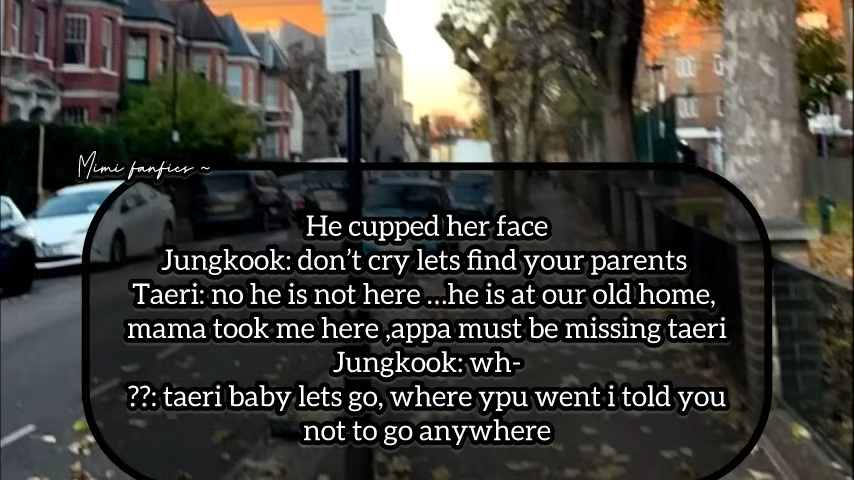 Mimi fanfics ~
He cupped her face
Jungkook: don't cry lets find your parents
Taeri: no he is not here ...he is at our old home,
mama took me here ,appa must be missing taeri
Jungkook: wh-
??: taeri baby lets go, where ypu went i told you
not to go anywhere